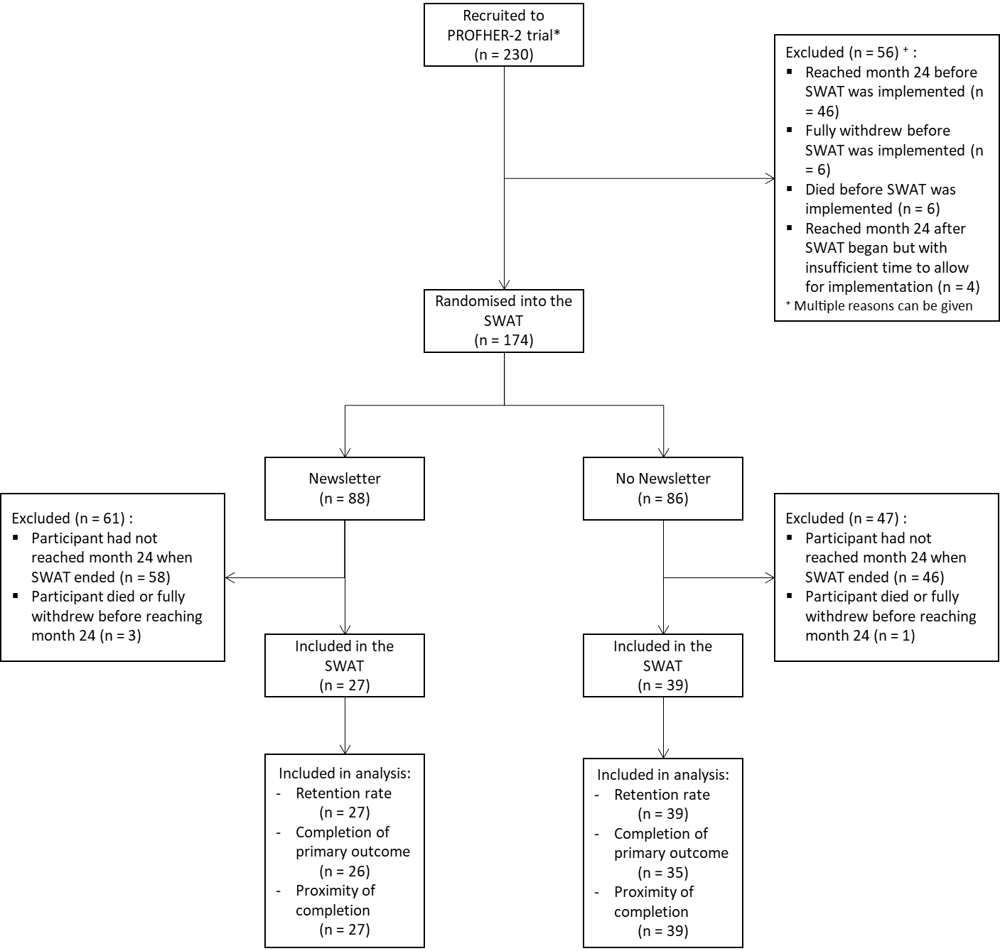 Recruited to
PROFHER-2 trial*
(n = 230)
Excluded (n = 56) ⁺ :
▪ Reached month 24 before
SWAT was implemented (n
= 46)
▪ Fully withdrew before
SWAT was implemented (n
= 6)
▪ Died before SWAT was
implemented (n = 6)
▪ Reached month 24 after
SWAT began but with
insufficient time to allow
for implementation (n = 4)
⁺ Multiple reasons can be given
Randomised into the
SWAT
(n = 174)
Newsletter
(n = 88)
No Newsletter
(n = 86)
Excluded (n = 61) :
▪ Participant had not
reached month 24 when
SWAT ended (n = 58)
▪ Participant died or fully
withdrew before reaching
month 24 (n = 3)
Excluded (n = 47) :
▪ Participant had not
reached month 24 when
SWAT ended (n = 46)
▪ Participant died or fully
withdrew before reaching
month 24 (n = 1)
Included in the
SWAT
(n = 27)
Included in the
SWAT
(n = 39)
Included in analysis:
- Retention rate
(n = 27)
- Completion of
primary outcome
(n = 26)
- Proximity of
completion
(n = 27)
Included in analysis:
- Retention rate
(n = 39)
- Completion of
primary outcome
(n = 35)
- Proximity of
completion
(n = 39)